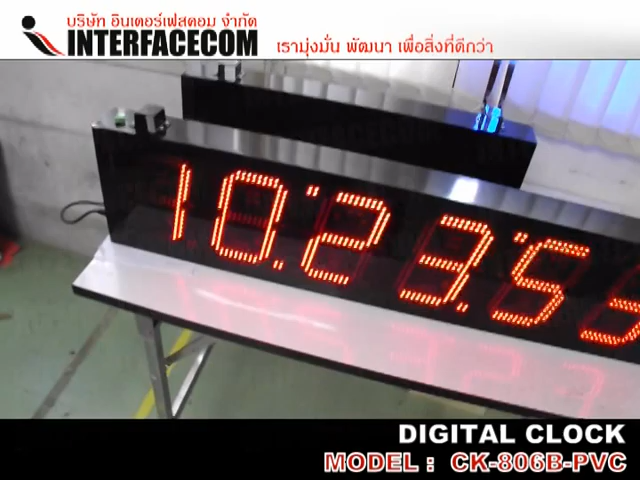 บริษัท อินเตอร์เฟสคอม จำกัด
INTERFACECOM
เรามุ่งมั่น พัฒนา เพื่อสิ่งที่ดีกว่า
10:23:5
DIGITAL CLOCK
MODEL : CK-806B-PVC